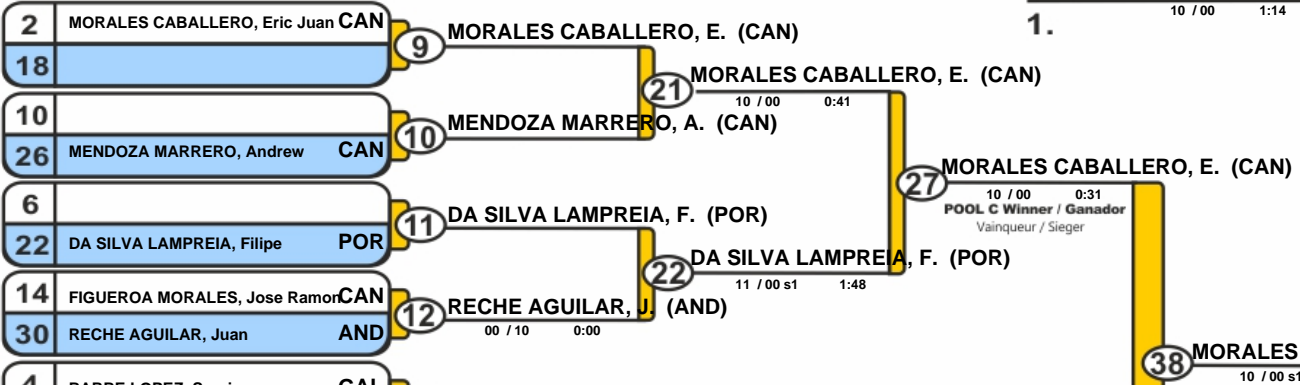 2 MORALES CABALLERO, Eric Juan CAN
18
9 MORALES CABALLERO, E. (CAN)
10
26 MENDOZA MARRERO, Andrew CAN
10 MENDOZA MARRERO, A. (CAN)
21 MORALES CABALLERO, E. (CAN)
10 / 00 0:41
6
22 DA SILVA LAMPREIA, Filipe POR
11 DA SILVA LAMPREIA, F. (POR)
14 FIGUEROA MORALES, Jose Ramon CAN
30 RECHE AGUILAR, Juan AND
12 RECHE AGUILAR, J. (AND)
00 / 10 0:00
22 DA SILVA LAMPREIA, F. (POR)
11 / 00 s1 1:48
27 MORALES CABALLERO, E. (CAN)
10 / 00 0:31
POOL C Winner / Ganador
Vainqueur / Sieger
10 / 00 1:14
1.
38 MORALES
10 / 00 s1
4